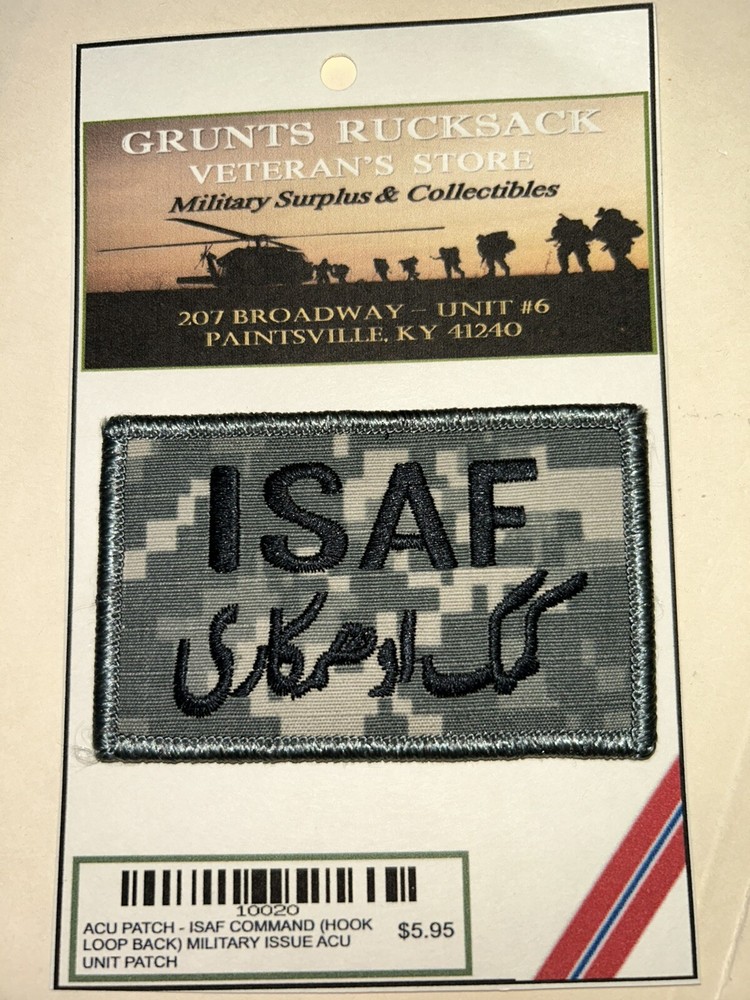 GRUNTS RUCKSACK
VETERAN'S STORE
Military Surplus & Collectibles
207 BROADWAY – UNIT #6
PAINTSVILLE, KY 41240
ISAF
کمک او همکاری
10020
ACU PATCH - ISAF COMMAND (HOOK
LOOP BACK) MILITARY ISSUE ACU
UNIT PATCH
$5.95